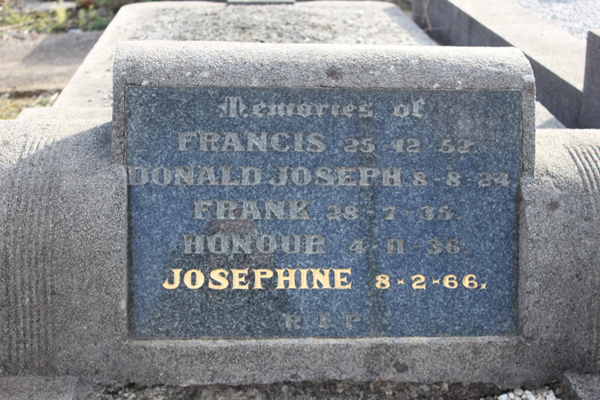 Memories of
FRANCIS 25-12-52.
DONALD JOSEPH 8-8-24.
FRANK 28-7-35.
HONOUR 4-11-36
JOSEPHINE 8-2-66.
R I P